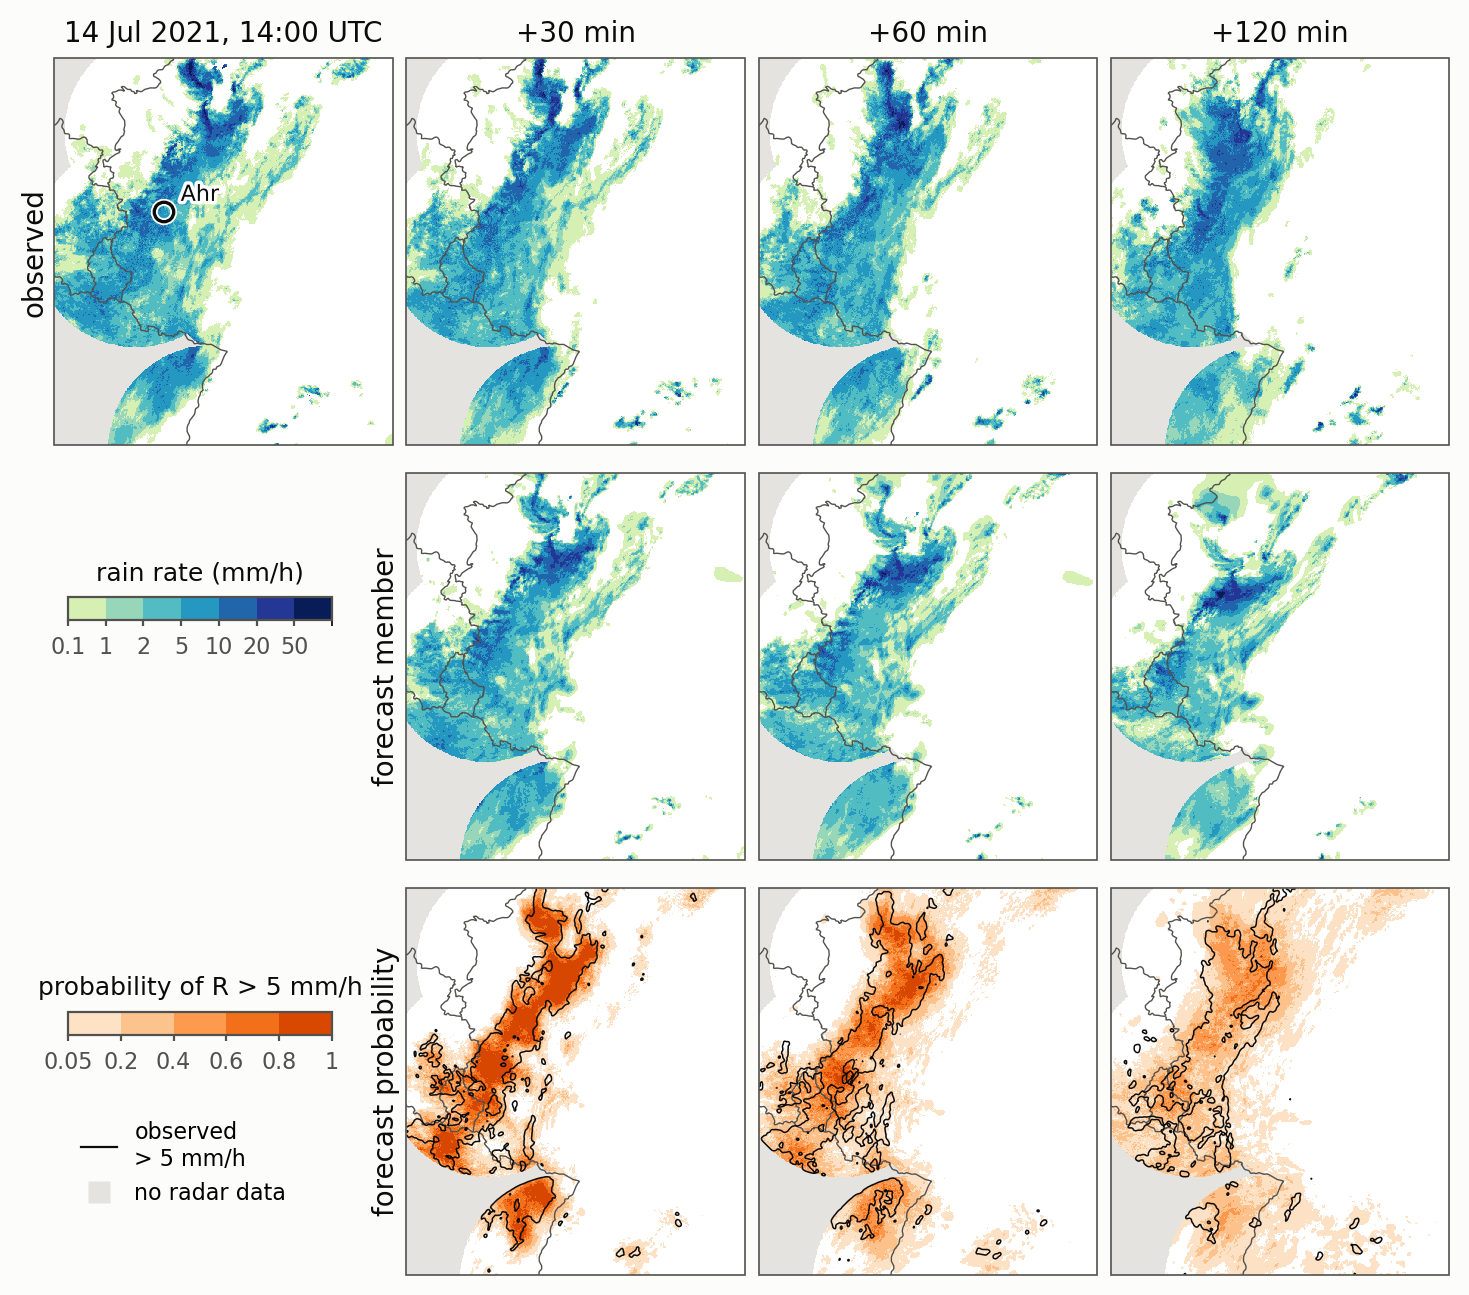 14 Jul 2021, 14:00 UTC
+30 min
+60 min
+120 min
observed
Ahr
forecast member
rain rate (mm/h)
0.1 1 2 5 10 20 50
forecast probability
probability of R > 5 mm/h
0.05 0.2 0.4 0.6 0.8 1
observed
> 5 mm/h
no radar data